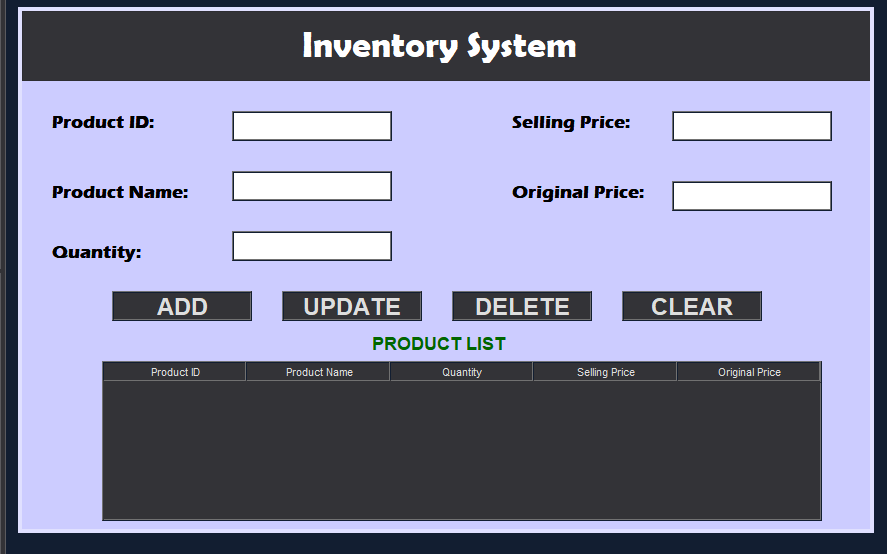 Inventory System
Product ID:
Selling Price:
Product Name:
Original Price:
Quantity:
ADD
UPDATE
DELETE
CLEAR
PRODUCT LIST
Product ID Product Name Quantity Selling Price Original Price